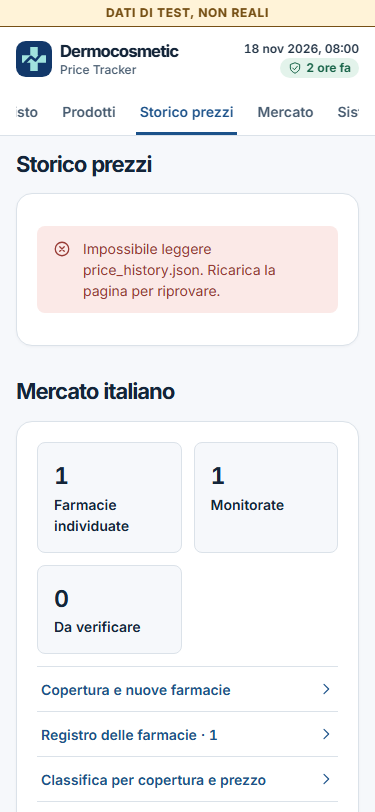 DATI DI TEST, NON REALI
Dermocosmetic
Price Tracker
18 nov 2026, 08:00
2 ore fa
isto Prodotti Storico prezzi Mercato Sis
Storico prezzi
Impossibile leggere
price_history.json. Ricarica la
pagina per riprovare.
Mercato italiano
1
Farmacie
individuate
1
Monitorate
0
Da verificare
Copertura e nuove farmacie
Registro delle farmacie · 1
Classifica per copertura e prezzo